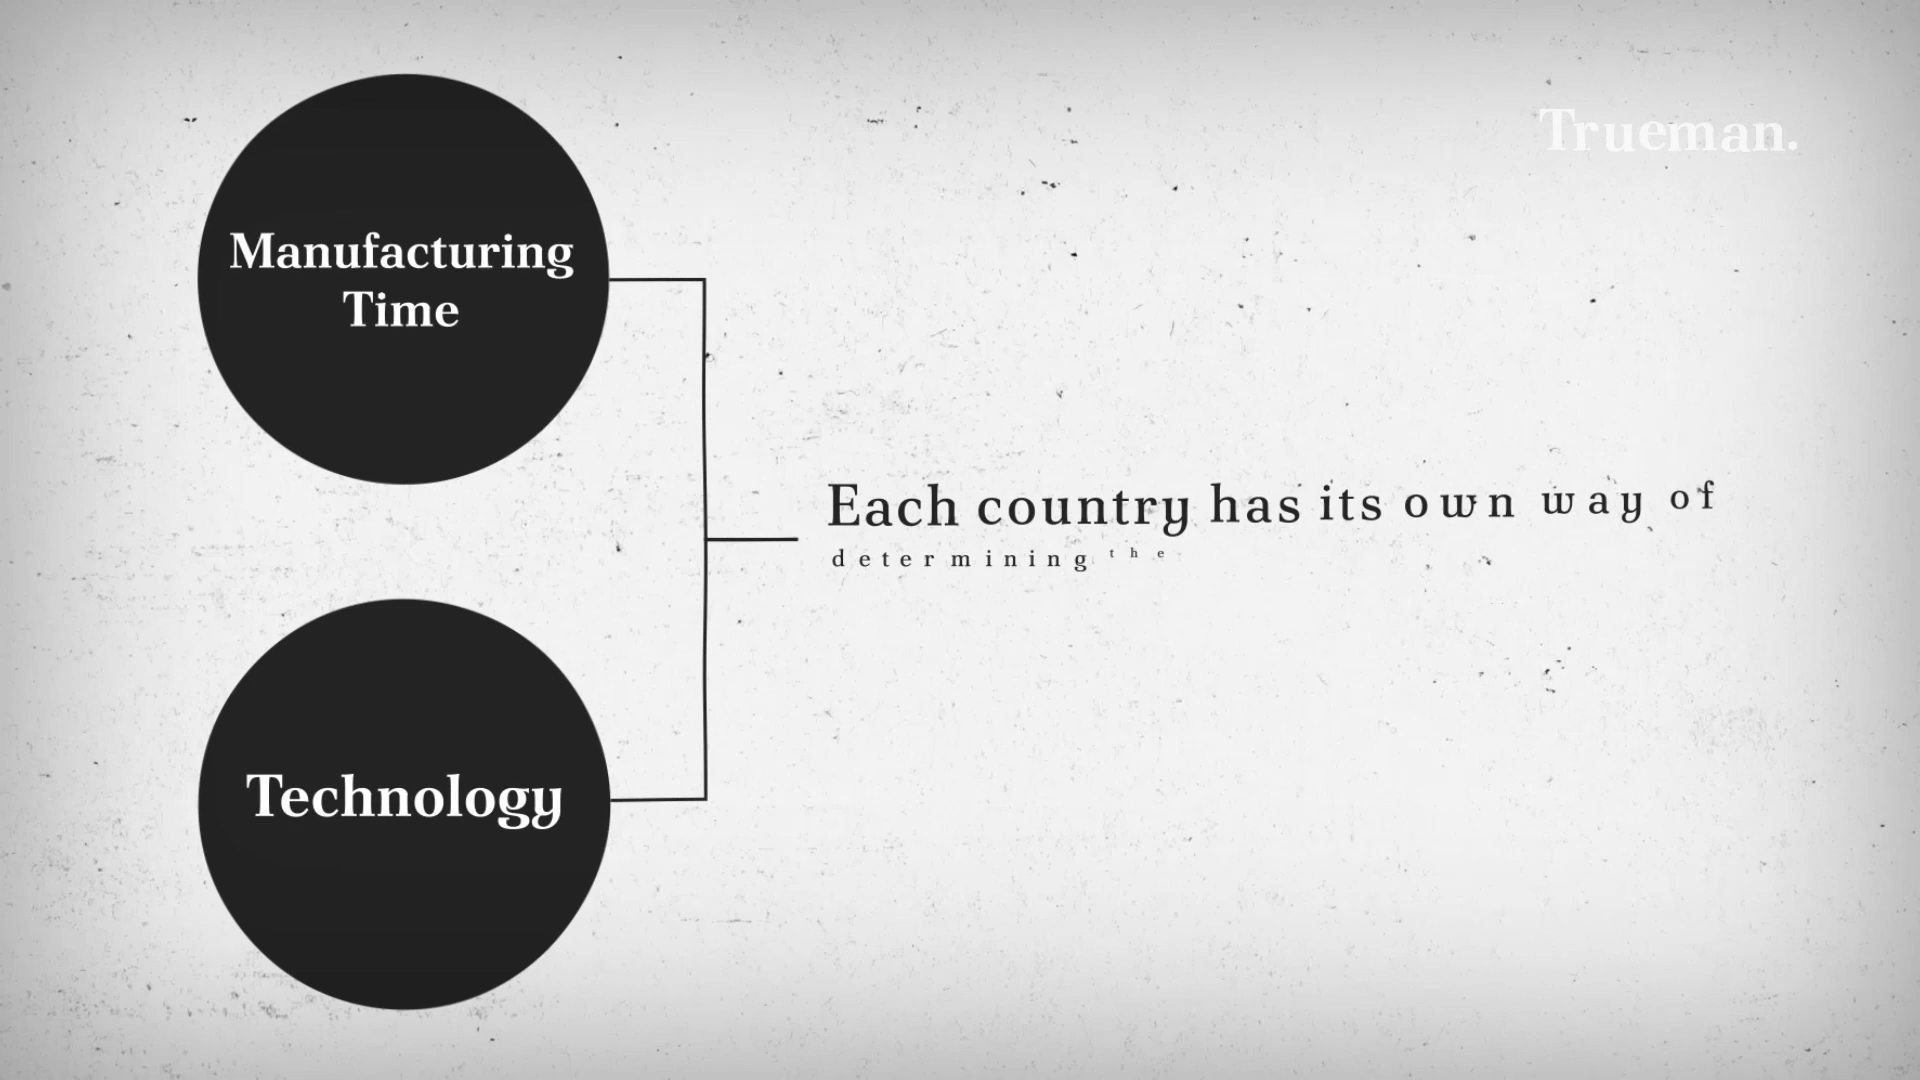 Trueman.
Manufacturing
Time
Each country has its own way of
determining the
Technology